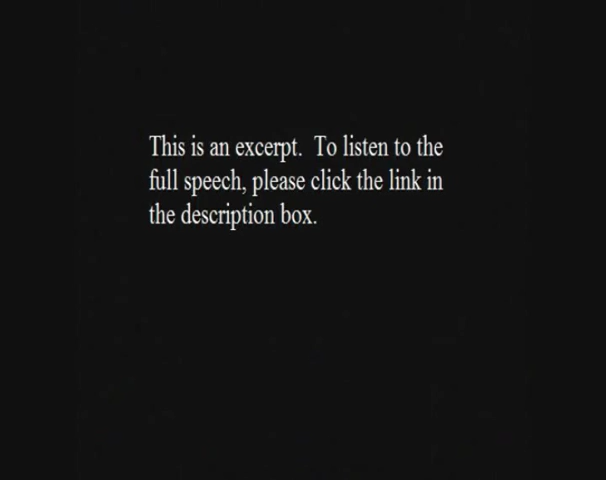 This is an excerpt.  To listen to the
full speech, please click the link in
the description box.